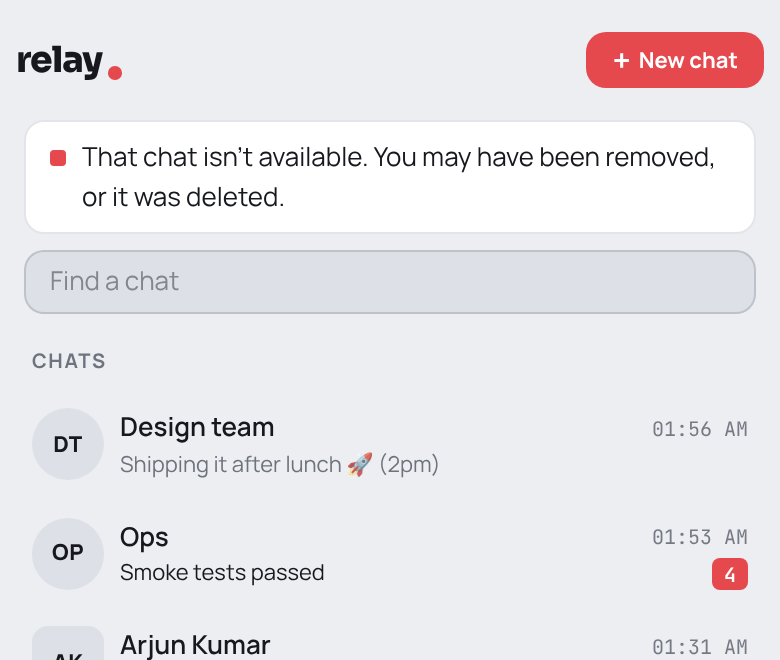 relay
+ New chat
That chat isn’t available. You may have been removed,
or it was deleted.
Find a chat
CHATS
DT
Design team
01:56 AM
Shipping it after lunch 🚀 (2pm)
OP
Ops
01:53 AM
Smoke tests passed
4
AK
Arjun Kumar
01:31 AM